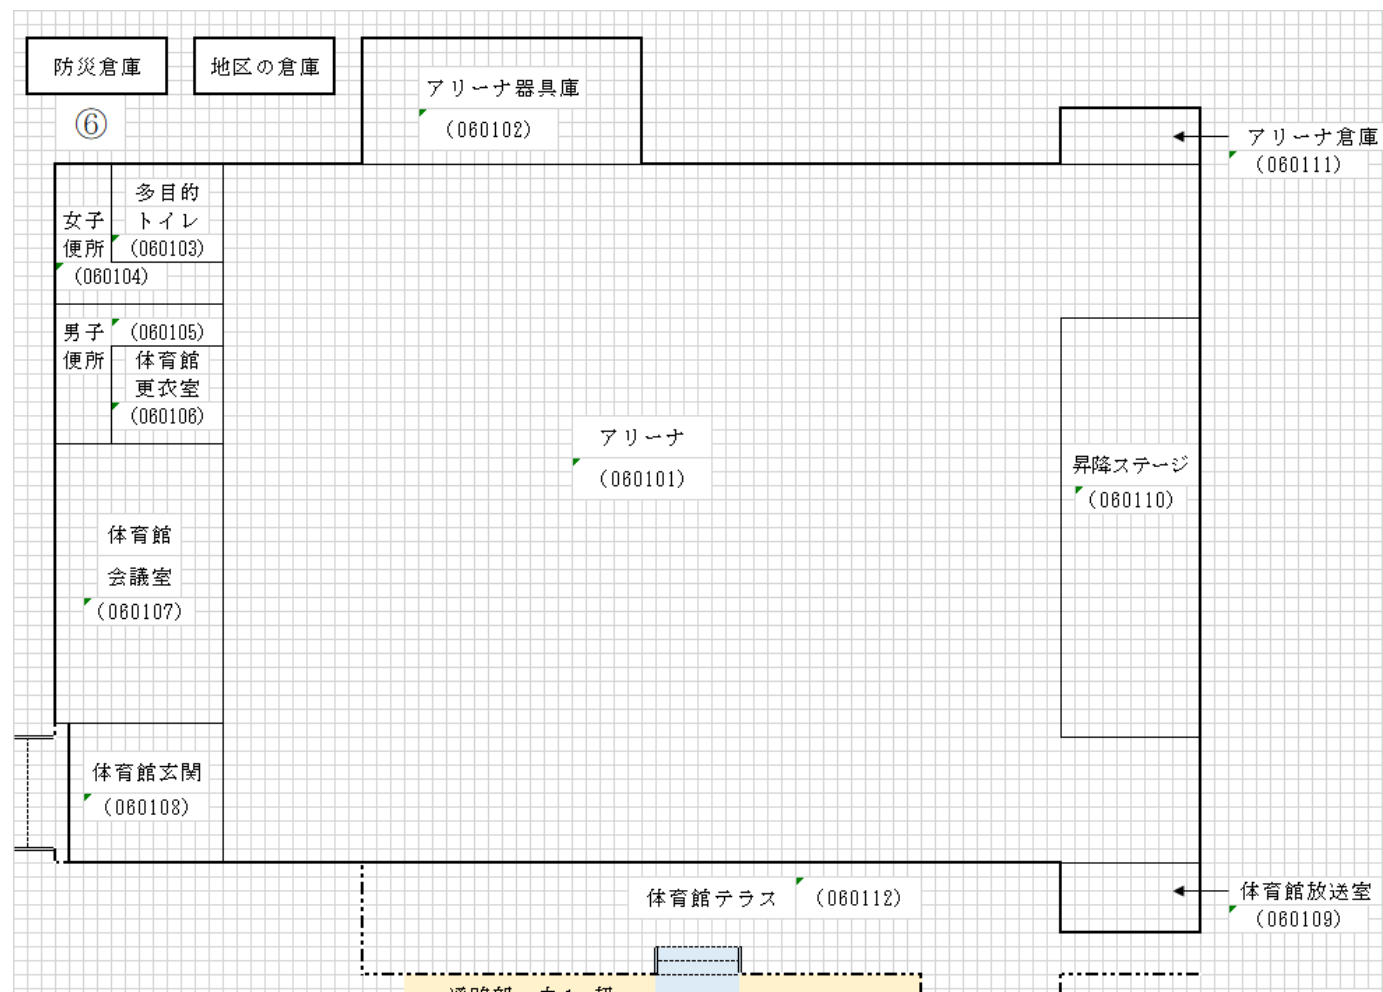 防災倉庫
地区の倉庫
アリーナ器具庫
(060102)
⑥
アリーナ倉庫
(060111)
多目的
トイレ
(060103)
女子
便所
(060104)
男子
便所
(060105)
体育館
更衣室
(060106)
アリーナ
(060101)
昇降ステージ
(060110)
体育館
会議室
(060107)
体育館玄関
(060108)
体育館テラス
(060112)
体育館放送室
(060109)